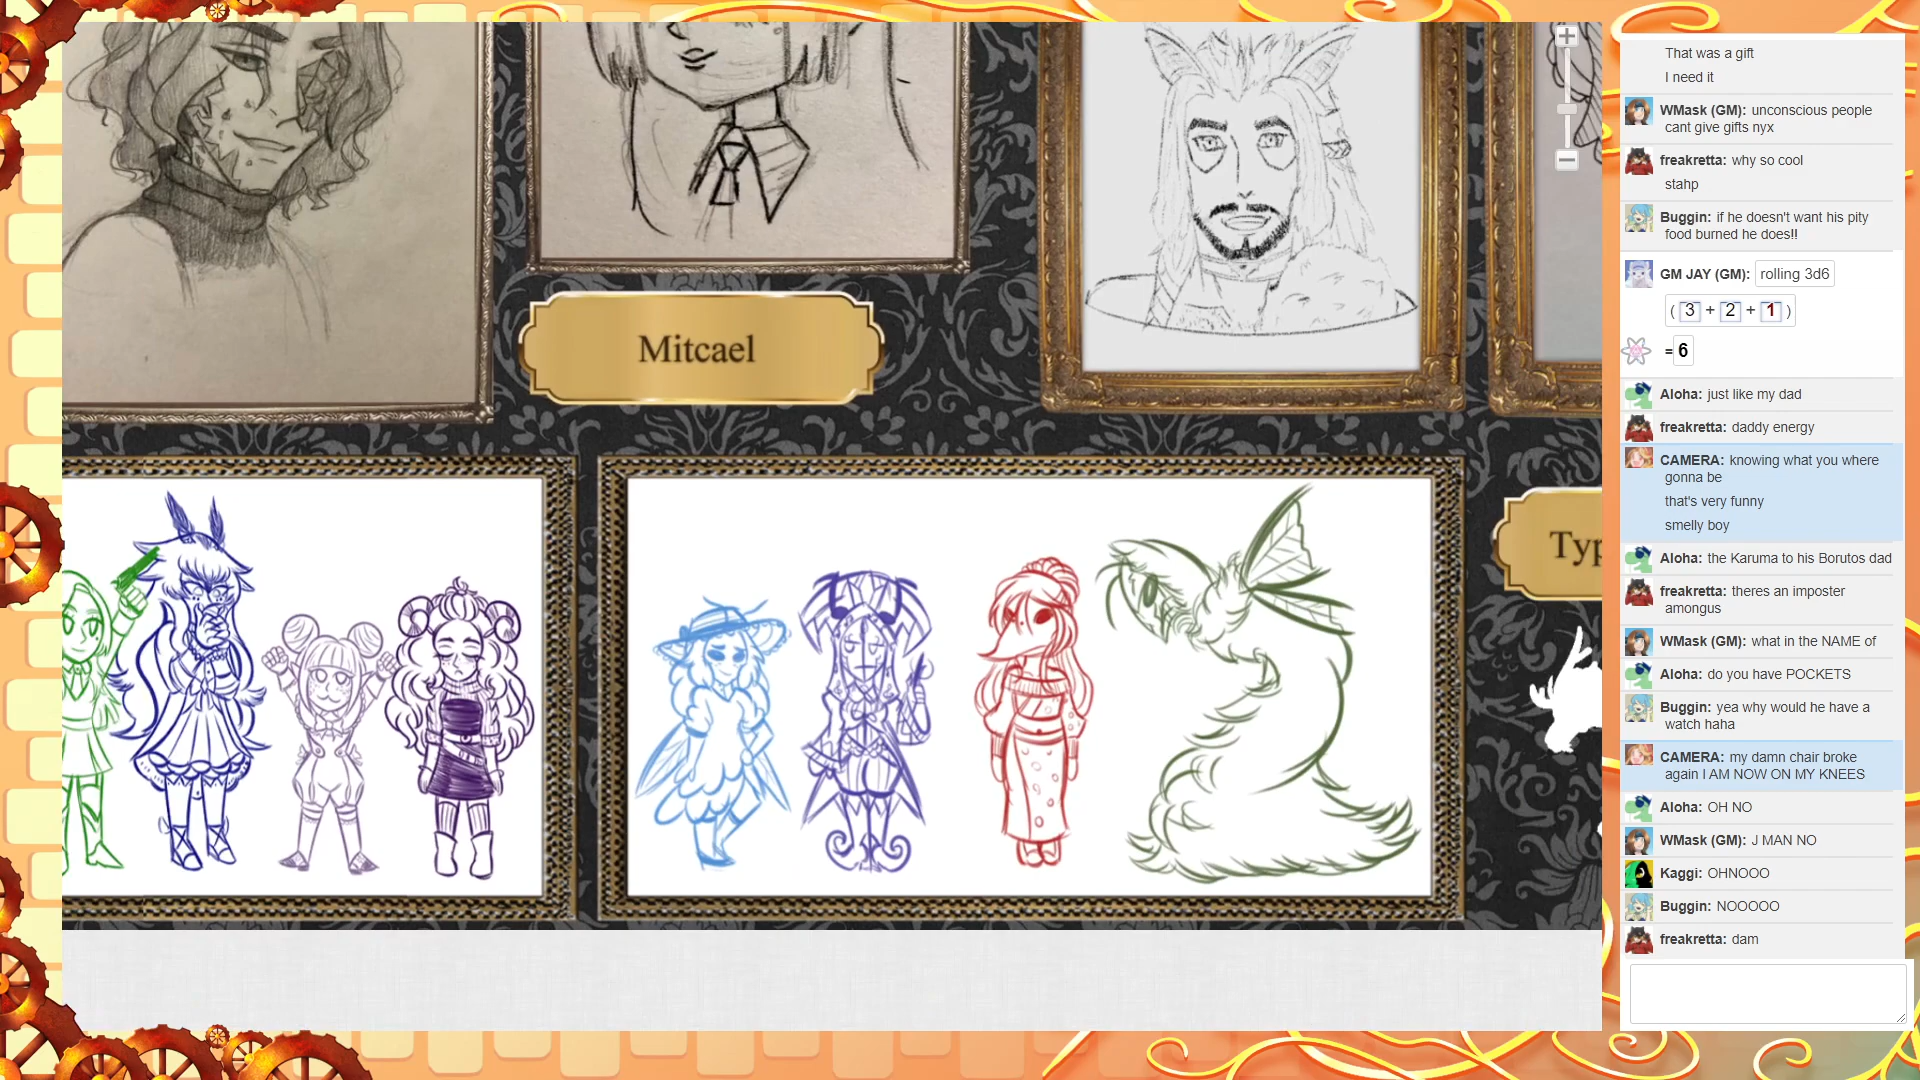 Mitcael
Typ
That was a gift
I need it
WMask (GM): unconscious people
cant give gifts nyx
freakretta: why so cool
stahp
Buggin: if he doesn't want his pity
food burned he does!!
GM JAY (GM): rolling 3d6
( 3 + 2 + 1 )
=6
Aloha: just like my dad
freakretta: daddy energy
CAMERA: knowing what you where
gonna be
that's very funny
smelly boy
Aloha: the Karuma to his Borutos dad
freakretta: theres an imposter
amongus
WMask (GM): what in the NAME of
Aloha: do you have POCKETS
Buggin: yea why would he have a
watch haha
CAMERA: my damn chair broke
again I AM NOW ON MY KNEES
Aloha: OH NO
WMask (GM): J MAN NO
Kaggi: OHNOOO
Buggin: NOOOOO
freakretta: dam